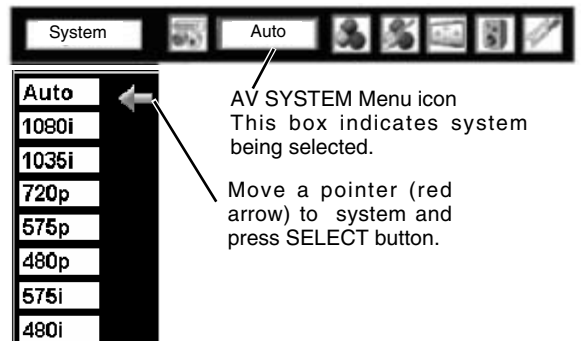 System
Auto
Auto
1080i
1035i
720p
575p
480p
575i
480i
AV SYSTEM Menu icon
This box indicates system
being selected.
Move a pointer (red
arrow) to system and
press SELECT button.